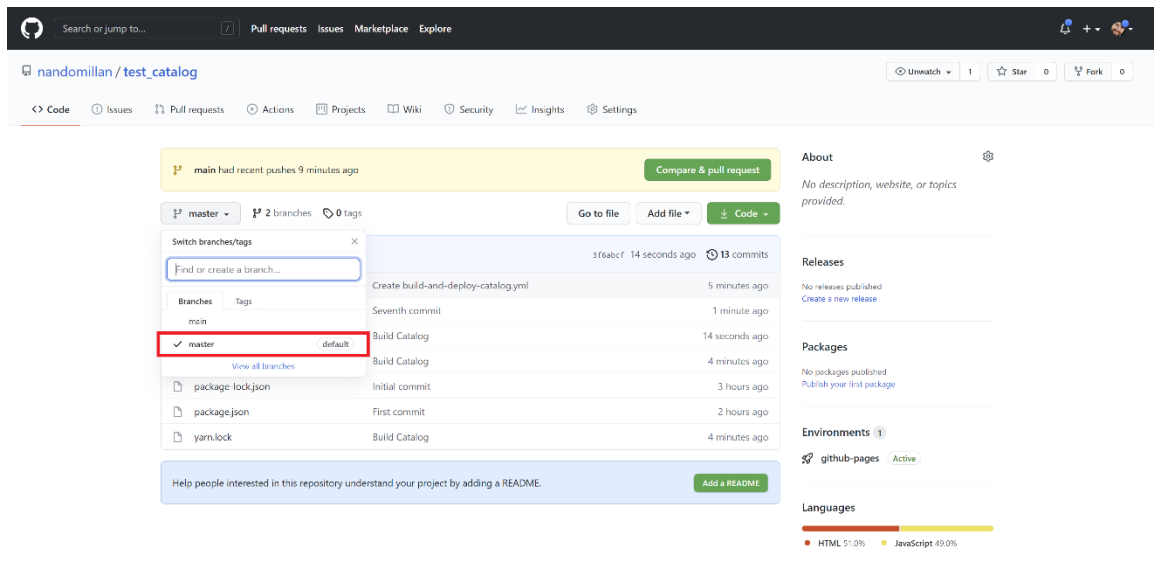 Search or jump to... /
Pull requests Issues Marketplace Explore
nandomillan / test_catalog
Unwatch 1 Star 0 Fork 0
Code Issues Pull requests Actions Projects Wiki Security Insights Settings
main had recent pushes 9 minutes ago Compare & pull request
master 2 branches 0 tags Go to file Add file Code
Switch branches/tags
Find or create a branch...
Branches Tags
main
master default
View all branches
3f6abcf 14 seconds ago 13 commits
Create build-and-deploy-catalog.yml 5 minutes ago
Seventh commit 1 minute ago
Build Catalog 14 seconds ago
Build Catalog 4 minutes ago
package-lock.json Initial commit 3 hours ago
package.json First commit 2 hours ago
yarn.lock Build Catalog 4 minutes ago
Help people interested in this repository understand your project by adding a README. Add a README
About
No description, website, or topics
provided.
Releases
No releases published
Create a new release
Packages
No packages published
Publish your first package
Environments 1
github-pages Active
Languages
HTML 51.0% JavaScript 49.0%